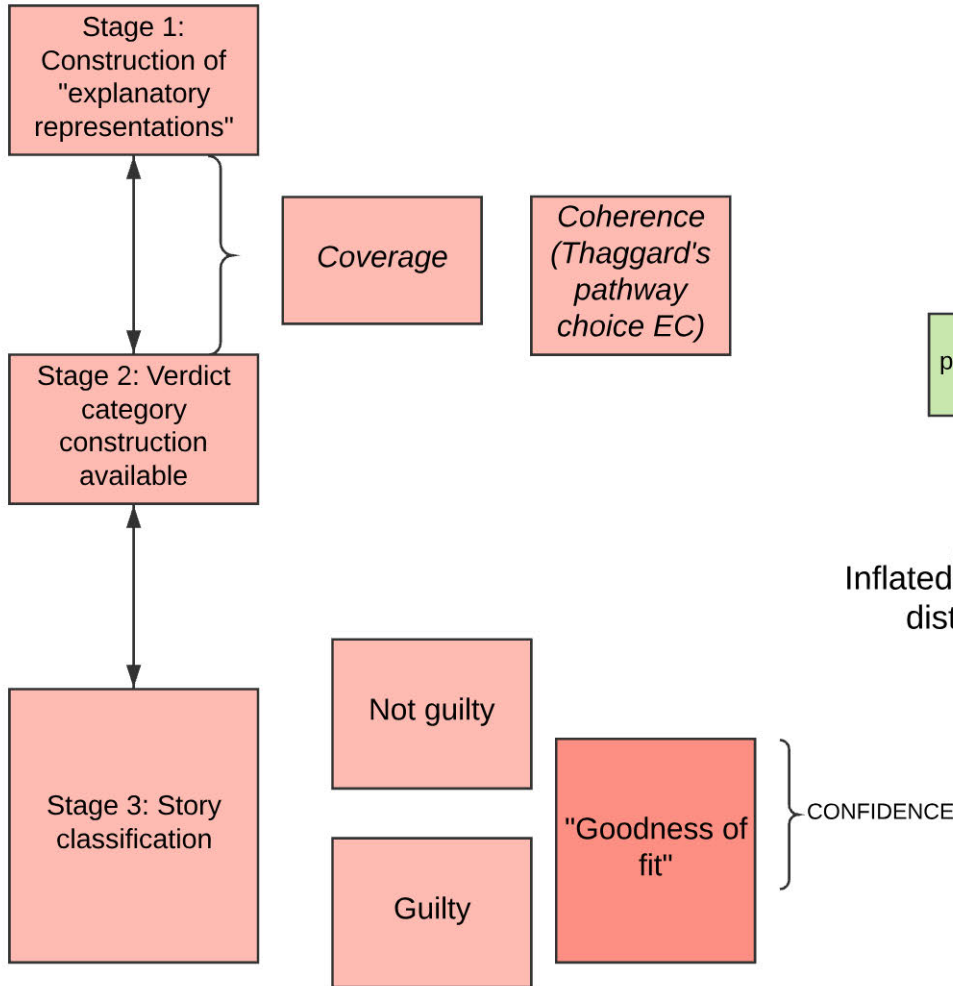 Stage 1:
Construction of
"explanatory
representations"
Coverage
Coherence
(Thaggard's
pathway
choice EC)
p
Stage 2: Verdict
category
construction
available
Inflated
dist
Not guilty
Stage 3: Story
classification
"Goodness of
fit"
CONFIDENCE
Guilty